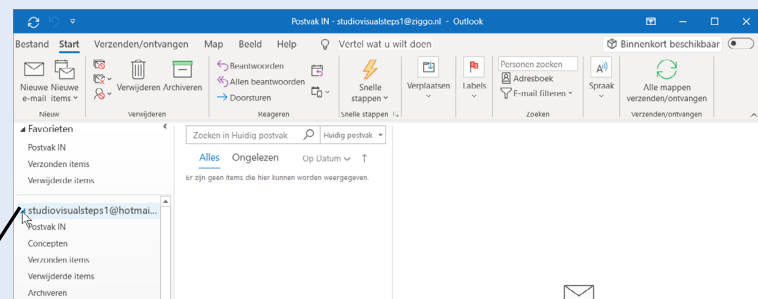 Postvak IN - studiovisualsteps1@ziggo.nl - Outlook
Bestand Start Verzenden/ontvangen Map Beeld Help Vertel wat u wilt doen Binnenkort beschikbaar
Nieuwe e-mail
Nieuwe items
Verwijderen
Archiveren
Beantwoorden
Allen beantwoorden
Doorsturen
Snelle stappen
Verplaatsen
Labels
Personen zoeken
Adresboek
E-mail filteren
Spraak
Alle mappen
verzenden/ontvangen
Nieuw Verwijderen Reageren Snelle stappen Zoeken Verzenden/ontvangen
Favorieten
Postvak IN
Verzonden items
Verwijderde items
studiovisualsteps1@hotmai...
Postvak IN
Concepten
Verzonden items
Verwijderde items
Archiveren
Zoeken in Huidig postvak Huidig postvak
Alles Ongelezen Op Datum
Er zijn geen items die hier kunnen worden weergegeven.